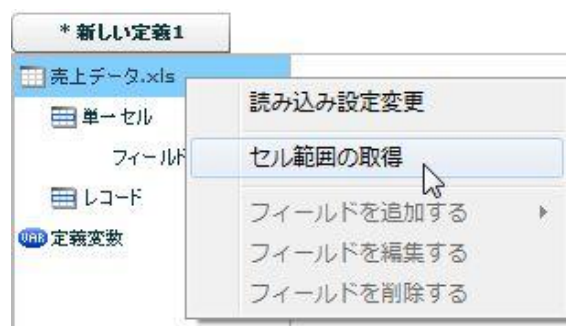 * 新しい定義1
売上データ.xls
読み込み設定変更
単一セル
フィールド
セル範囲の取得
レコード
フィールドを追加する
VAR 定義変数
フィールドを編集する
フィールドを削除する